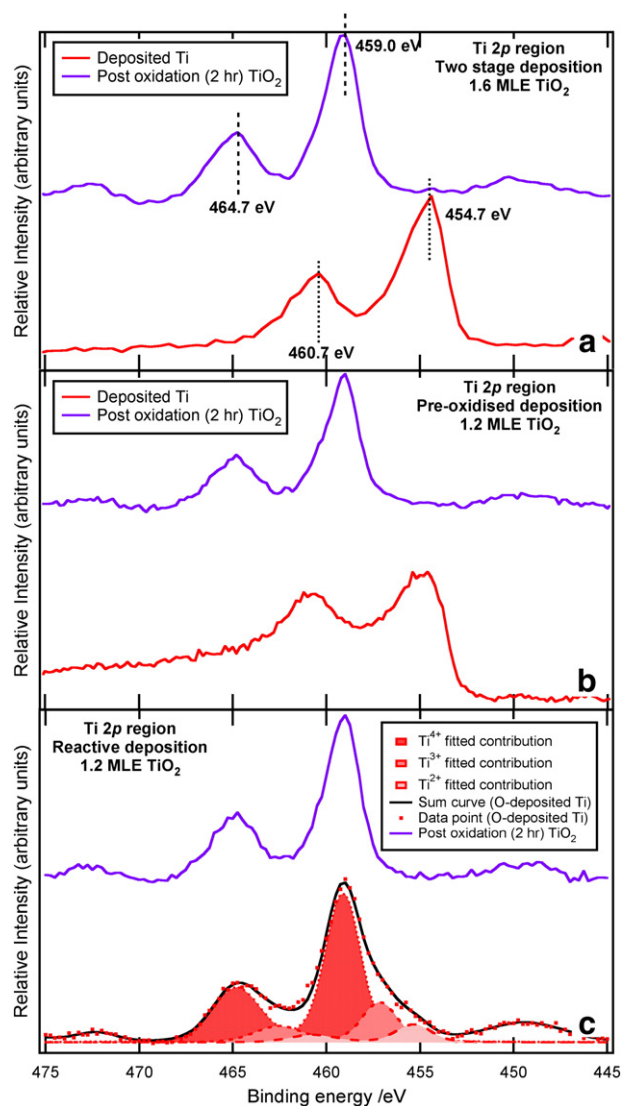 Relative Intensity (arbitrary units)
Deposited Ti
Post oxidation (2 hr) TiO₂
459.0 eV
Ti 2p region
Two stage deposition
1.6 MLE TiO₂
464.7 eV
454.7 eV
460.7 eV
a
Relative Intensity (arbitrary units)
Deposited Ti
Post oxidation (2 hr) TiO₂
Ti 2p region
Pre-oxidised deposition
1.2 MLE TiO₂
b
Relative Intensity (arbitrary units)
Ti 2p region
Reactive deposition
1.2 MLE TiO₂
Ti⁴⁺ fitted contribution
Ti³⁺ fitted contribution
Ti²⁺ fitted contribution
Sum curve (O-deposited Ti)
Data point (O-deposited Ti)
Post oxidation (2 hr) TiO₂
c
475 470 465 460 455 450 445
Binding energy /eV